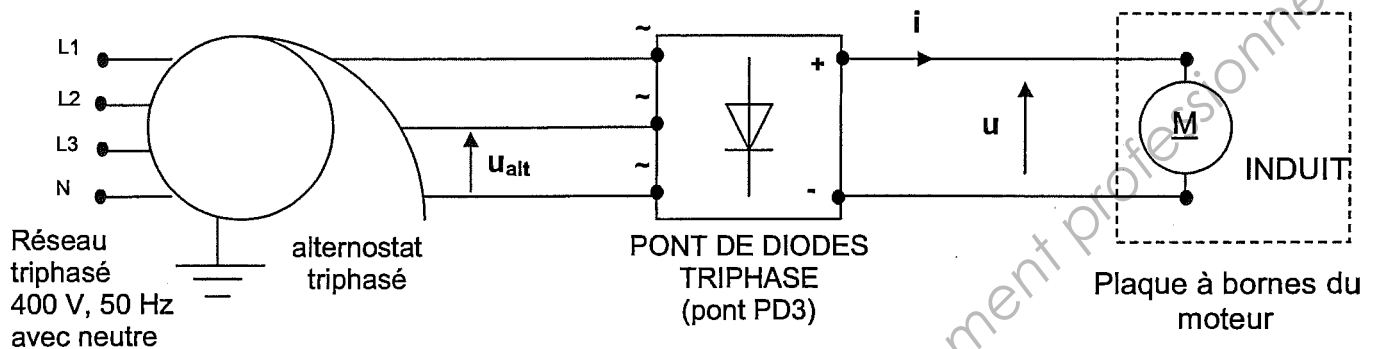 L1
L2
L3
N
Réseau
triphasé
400 V, 50 Hz
avec neutre
alternostat
triphasé
u_alt
~
~
~
+
-
PONT DE DIODES
TRIPHASE
(pont PD3)
i
u
M
INDUIT
Plaque à bornes du
moteur